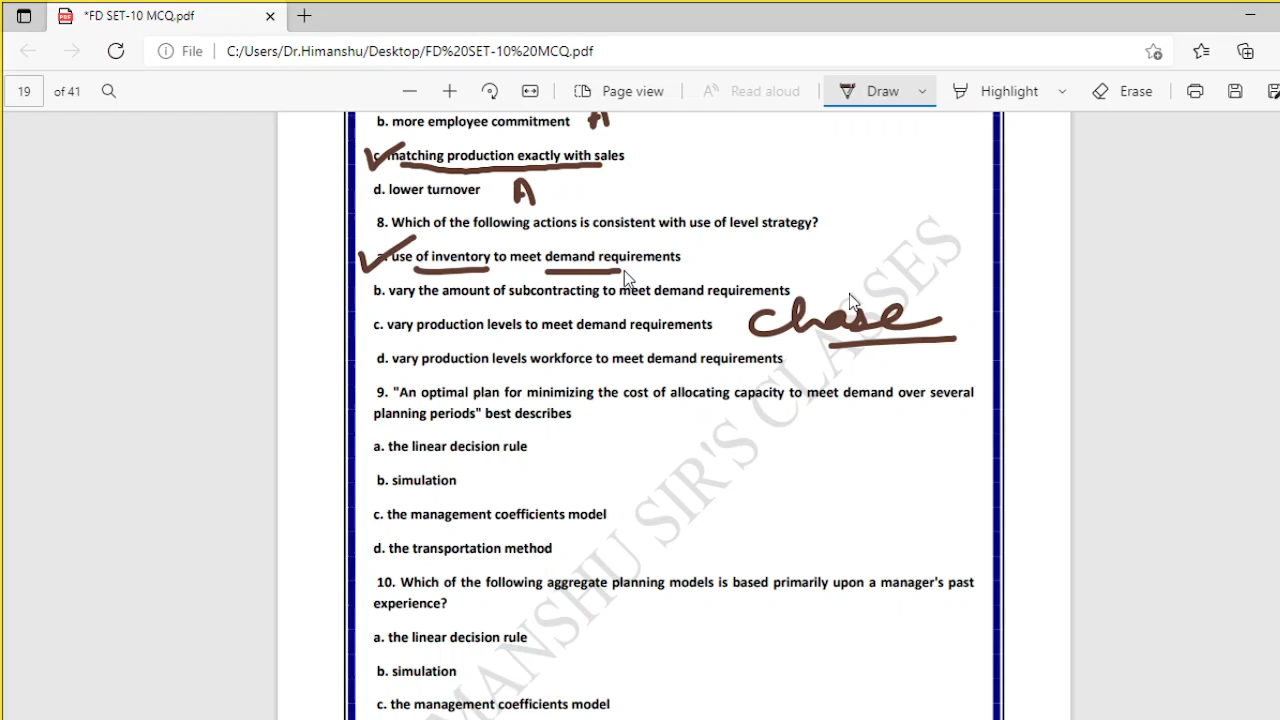 *FD SET-10 MCQ.pdf
File C:/Users/Dr.Himanshu/Desktop/FD%20SET-10%20MCQ.pdf
19 of 41 Page view Read aloud Draw Highlight Erase
b. more employee commitment A
c. matching production exactly with sales
d. lower turnover A
8. Which of the following actions is consistent with use of level strategy?
a. use of inventory to meet demand requirements
b. vary the amount of subcontracting to meet demand requirements
c. vary production levels to meet demand requirements chase
d. vary production levels workforce to meet demand requirements
9. "An optimal plan for minimizing the cost of allocating capacity to meet demand over several
planning periods" best describes
a. the linear decision rule
b. simulation
c. the management coefficients model
d. the transportation method
10. Which of the following aggregate planning models is based primarily upon a manager's past
experience?
a. the linear decision rule
b. simulation
c. the management coefficients model
MANSHU SIR'S CLASSES